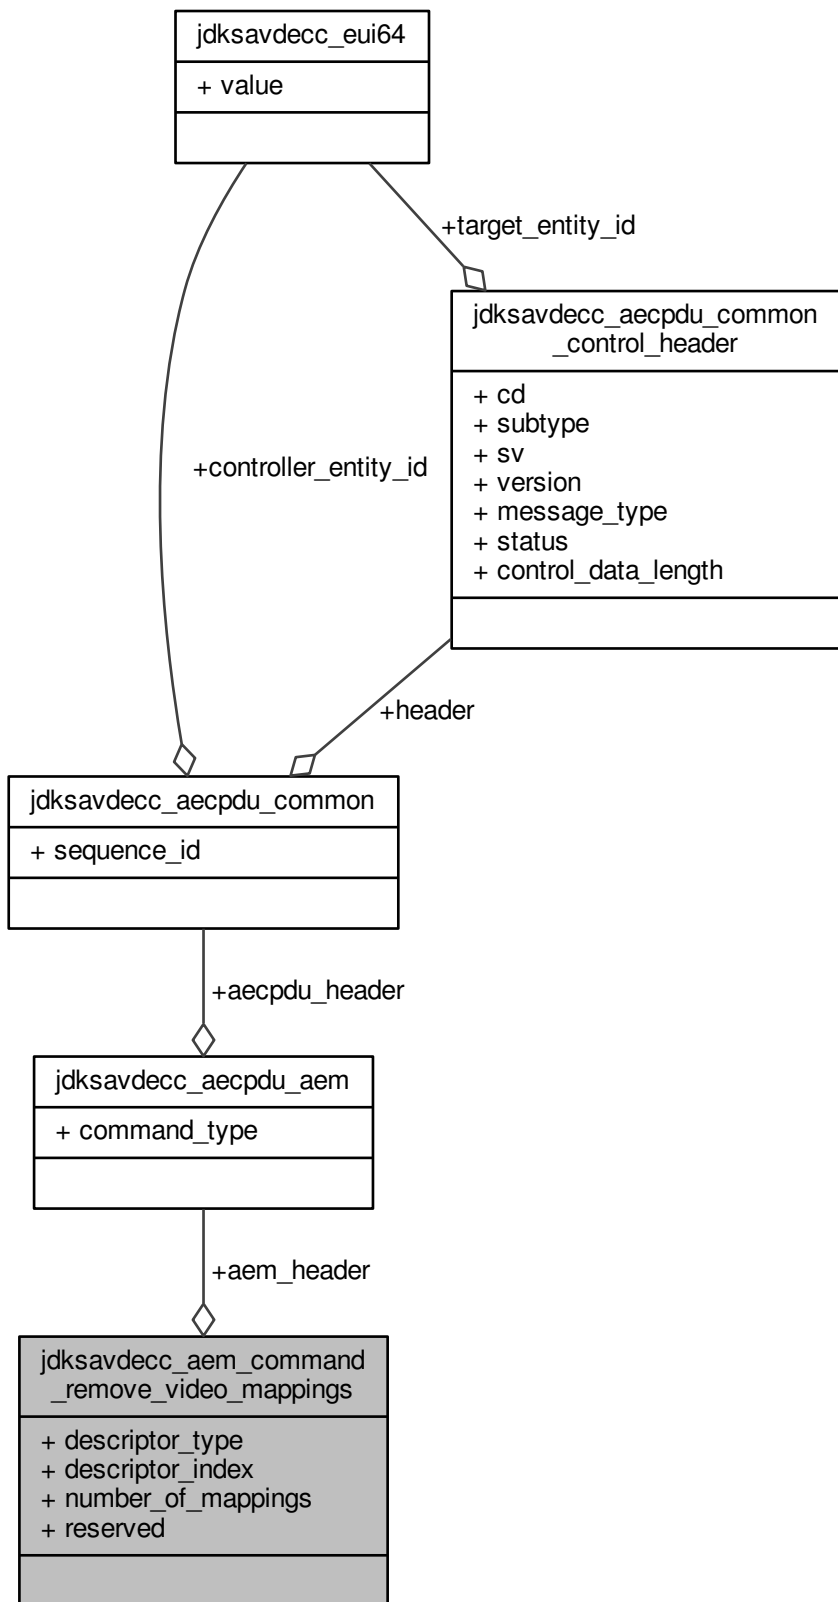 jdksavdecc_eui64
+ value
+target_entity_id
jdksavdecc_aecpdu_common
_control_header
+ cd
+ subtype
+ sv
+ version
+ message_type
+ status
+ control_data_length
+controller_entity_id
+header
jdksavdecc_aecpdu_common
+ sequence_id
+aecpdu_header
jdksavdecc_aecpdu_aem
+ command_type
+aem_header
jdksavdecc_aem_command
_remove_video_mappings
+ descriptor_type
+ descriptor_index
+ number_of_mappings
+ reserved